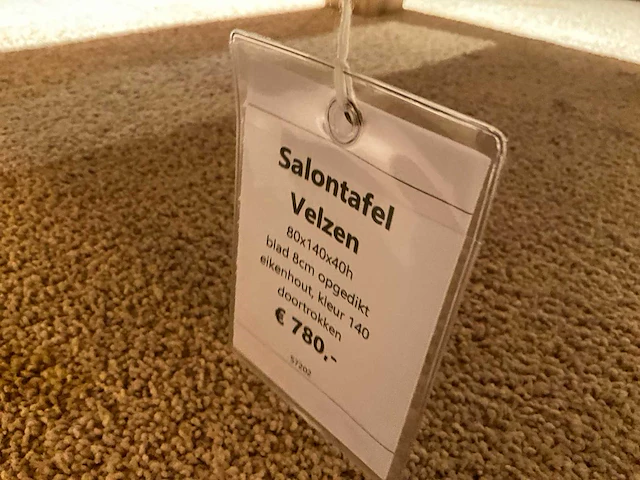 Salontafel
Velzen
80x140x40h
blad 8cm opgedikt
eikenhout, kleur 140
doortrokken
€ 780,-
57202